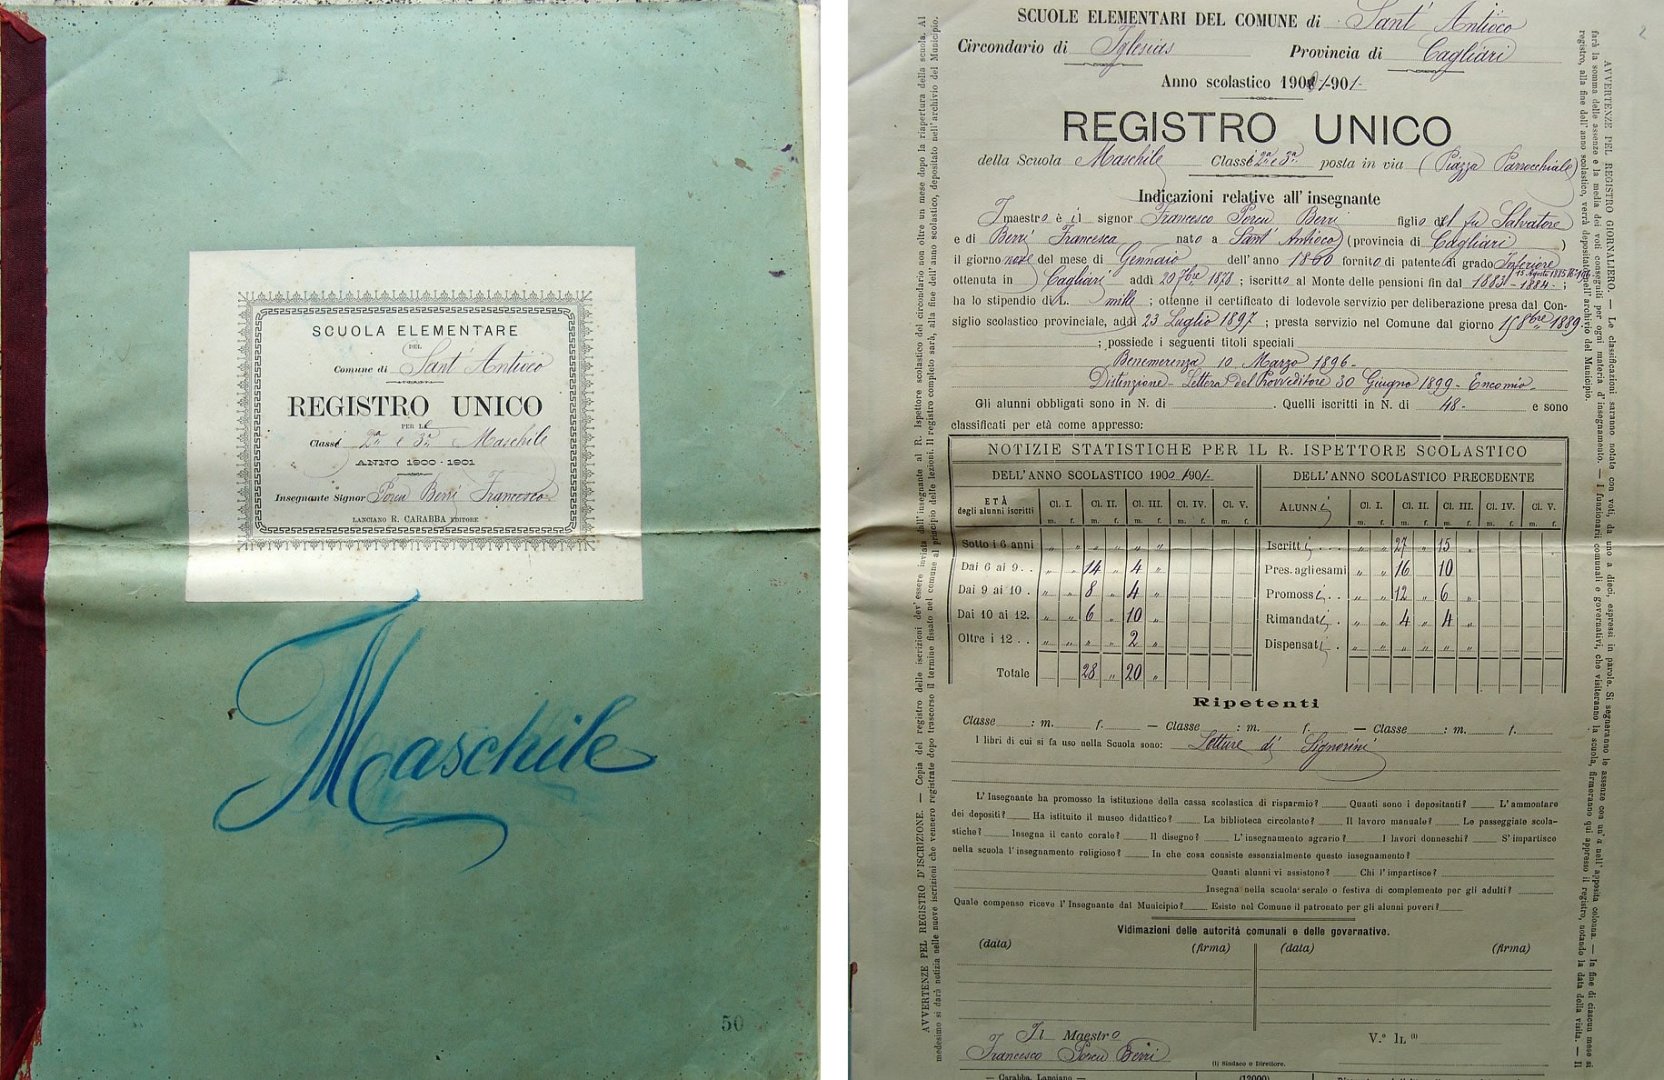 SCUOLA ELEMENTARE
DEL
Comune di Sant' Antioco
REGISTRO UNICO
PER LE
Classi 2ª e 3ª Maschile
ANNO 1900-1901
Insegnante Signor Porcu Berri Francesco
LANCIANO R. CARABBA EDITORE
Maschile
50
SCUOLE ELEMENTARI DEL COMUNE di Sant' Antioco
Circondario di Iglesias Provincia di Cagliari
Anno scolastico 1900/-901-
REGISTRO UNICO
della Scuola Maschile Classe 2ª e 3ª posta in via (Piazza Parrocchiale)
Indicazioni relative all'insegnante
Il maestro è il signor Francesco Porcu Berri figlio del fu Salvatore
e di Berri Francesca nato a Sant' Antioco (provincia di Cagliari)
il giorno nove del mese di Gennaio dell'anno 1860 fornito di patente di grado Inferiore
ottenuta in Cagliari addì 20 7bre 1878; iscritto al Monte delle pensioni fin dal 1883-1884-;
ha lo stipendio di L. mille; ottenne il certificato di lodevole servizio per deliberazione presa dal Con-
siglio scolastico provinciale, addì 23 Luglio 1897; presta servizio nel Comune dal giorno 15 8bre 1889-
; possiede i seguenti titoli speciali
Benemerenza 10 Marzo 1896-
Distinzione - Lettera del Provveditore 30 Giugno 1899 - Encomio-
Gli alunni obbligati sono in N. di . Quelli iscritti in N. di 48- e sono
classificati per età come appresso:
NOTIZIE STATISTICHE PER IL R. ISPETTORE SCOLASTICO
DELL'ANNO SCOLASTICO 1900/901- DELL'ANNO SCOLASTICO PRECEDENTE
ETÀ degli alunni iscritti Cl. I. Cl. II. Cl. III. Cl. IV. Cl. V. ALUNNI Cl. I. Cl. II. Cl. III. Cl. IV. Cl. V.
m. f. m. f. m. f. m. f. m. f. m. f. m. f. m. f. m. f. m. f.
Sotto i 6 anni „ „ „ „ „ „ Iscritti „ „ 27 „ 15
Dai 6 ai 9 „ „ 14 „ 4 „ Pres. agli esami „ „ 16 10
Dai 9 ai 10 „ „ 8 „ 4 „ Promossi „ „ 12 „ 6 „
Dai 10 ai 12. 6 „ 10 „ Rimandati „ „ 4 „ 4 „
Oltre i 12 „ „ „ „ 2 „ Dispensati „ „ „ „ „ „
Totale 28 „ 20 „
Ripetenti
Classe : m. f. — Classe : m. f. — Classe : m. f.
I libri di cui si fa uso nella Scuola sono: Letture di Signorini
L'Insegnante ha promosso la istituzione della cassa scolastica di risparmio? Quanti sono i depositanti? L'ammontare
dei depositi? Ha istituito il museo didattico? La biblioteca circolante? Il lavoro manuale? Le passeggiate scola-
stiche? Insegna il canto corale? Il disegno? L'insegnamento agrario? I lavori donneschi? S'impartisce
nella scuola l'insegnamento religioso? In che cosa consiste essenzialmente questo insegnamento?
Quanti alunni vi assistono? Chi l'impartisce?
Insegna nella scuola serale o festiva di complemento per gli adulti?
Quale compenso riceve l'Insegnante dal Municipio? Esiste nel Comune il patronato per gli alunni poveri?
Vidimazioni delle autorità comunali e delle governative.
(data) (firma) (data) (firma)
Il Maestro V.º IL (1)
Francesco Porcu Berri
(1) Sindaco o Direttore.
— Carabba, Lanciano — (12000)